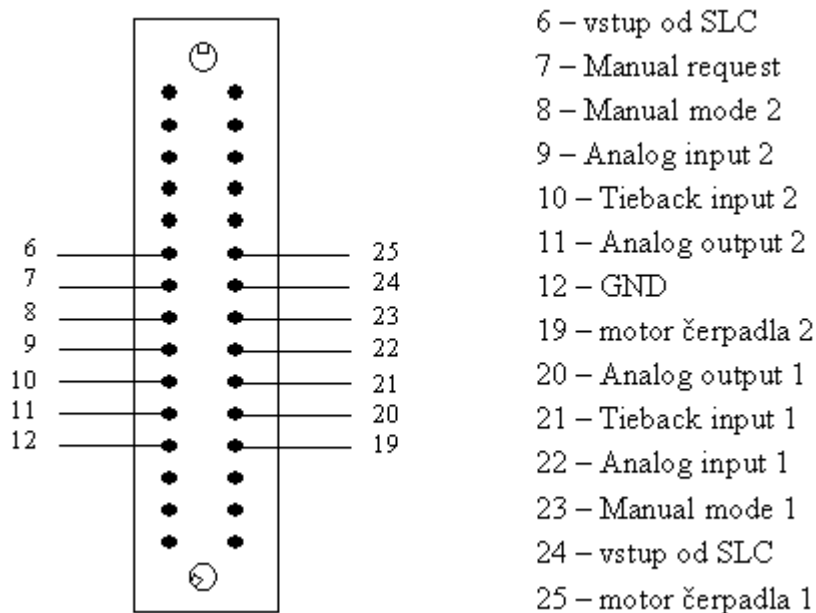 6 – vstup od SLC
7 – Manual request
8 – Manual mode 2
9 – Analog input 2
10 – Tieback input 2
11 – Analog output 2
12 – GND
19 – motor čerpadla 2
20 – Analog output 1
21 – Tieback input 1
22 – Analog input 1
23 – Manual mode 1
24 – vstup od SLC
25 – motor čerpadla 1
6 25
7 24
8 23
9 22
10 21
11 20
12 19